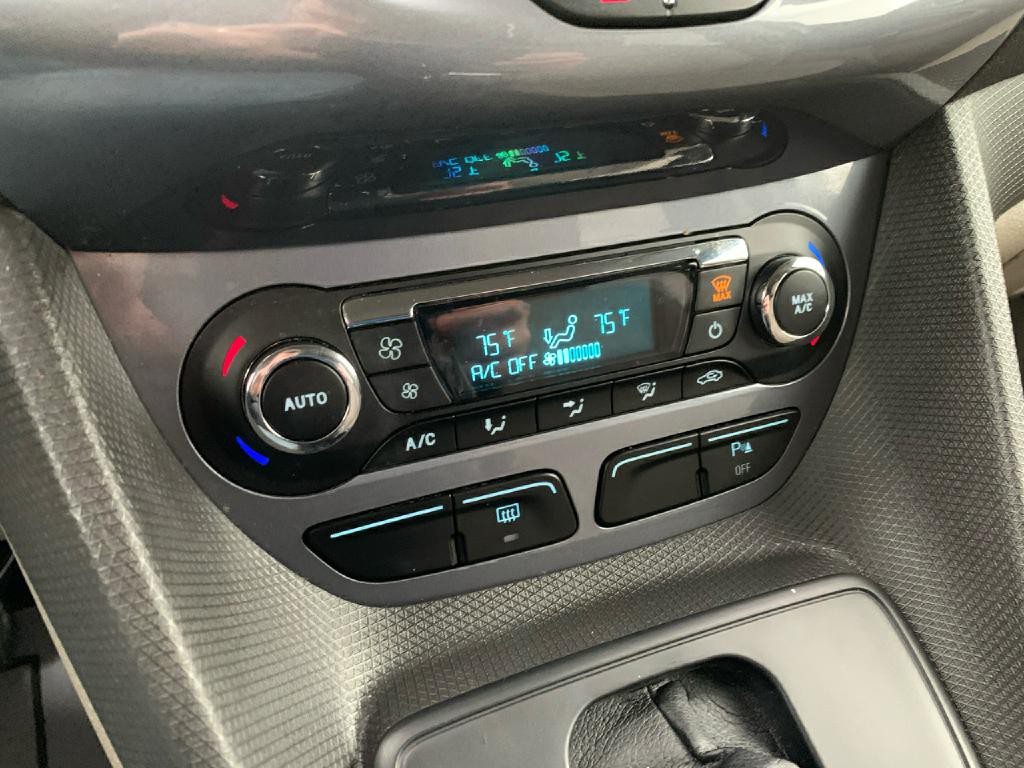 75°F 75°F
A/C OFF
MAX
MAX
A/C
AUTO
A/C
P
OFF